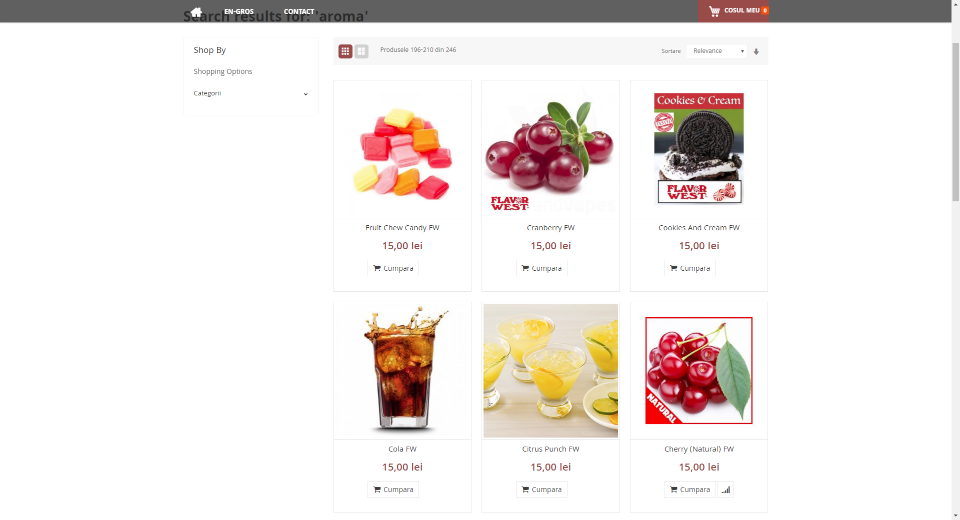 Search results for: 'aroma'
EN-GROS
CONTACT
COSUL MEU 0
Shop By
Shopping Options
Categorii
Produsele 196-210 din 246
Sortare
Relevance
FLAVOR
WEST
Cookies & Cream
FLAVOR
WEST
Fruit Chew Candy FW
Cranberry FW
Cookies And Cream FW
15,00 lei
15,00 lei
15,00 lei
Cumpara
Cumpara
Cumpara
NATURAL
Cola FW
Citrus Punch FW
Cherry (Natural) FW
15,00 lei
15,00 lei
15,00 lei
Cumpara
Cumpara
Cumpara